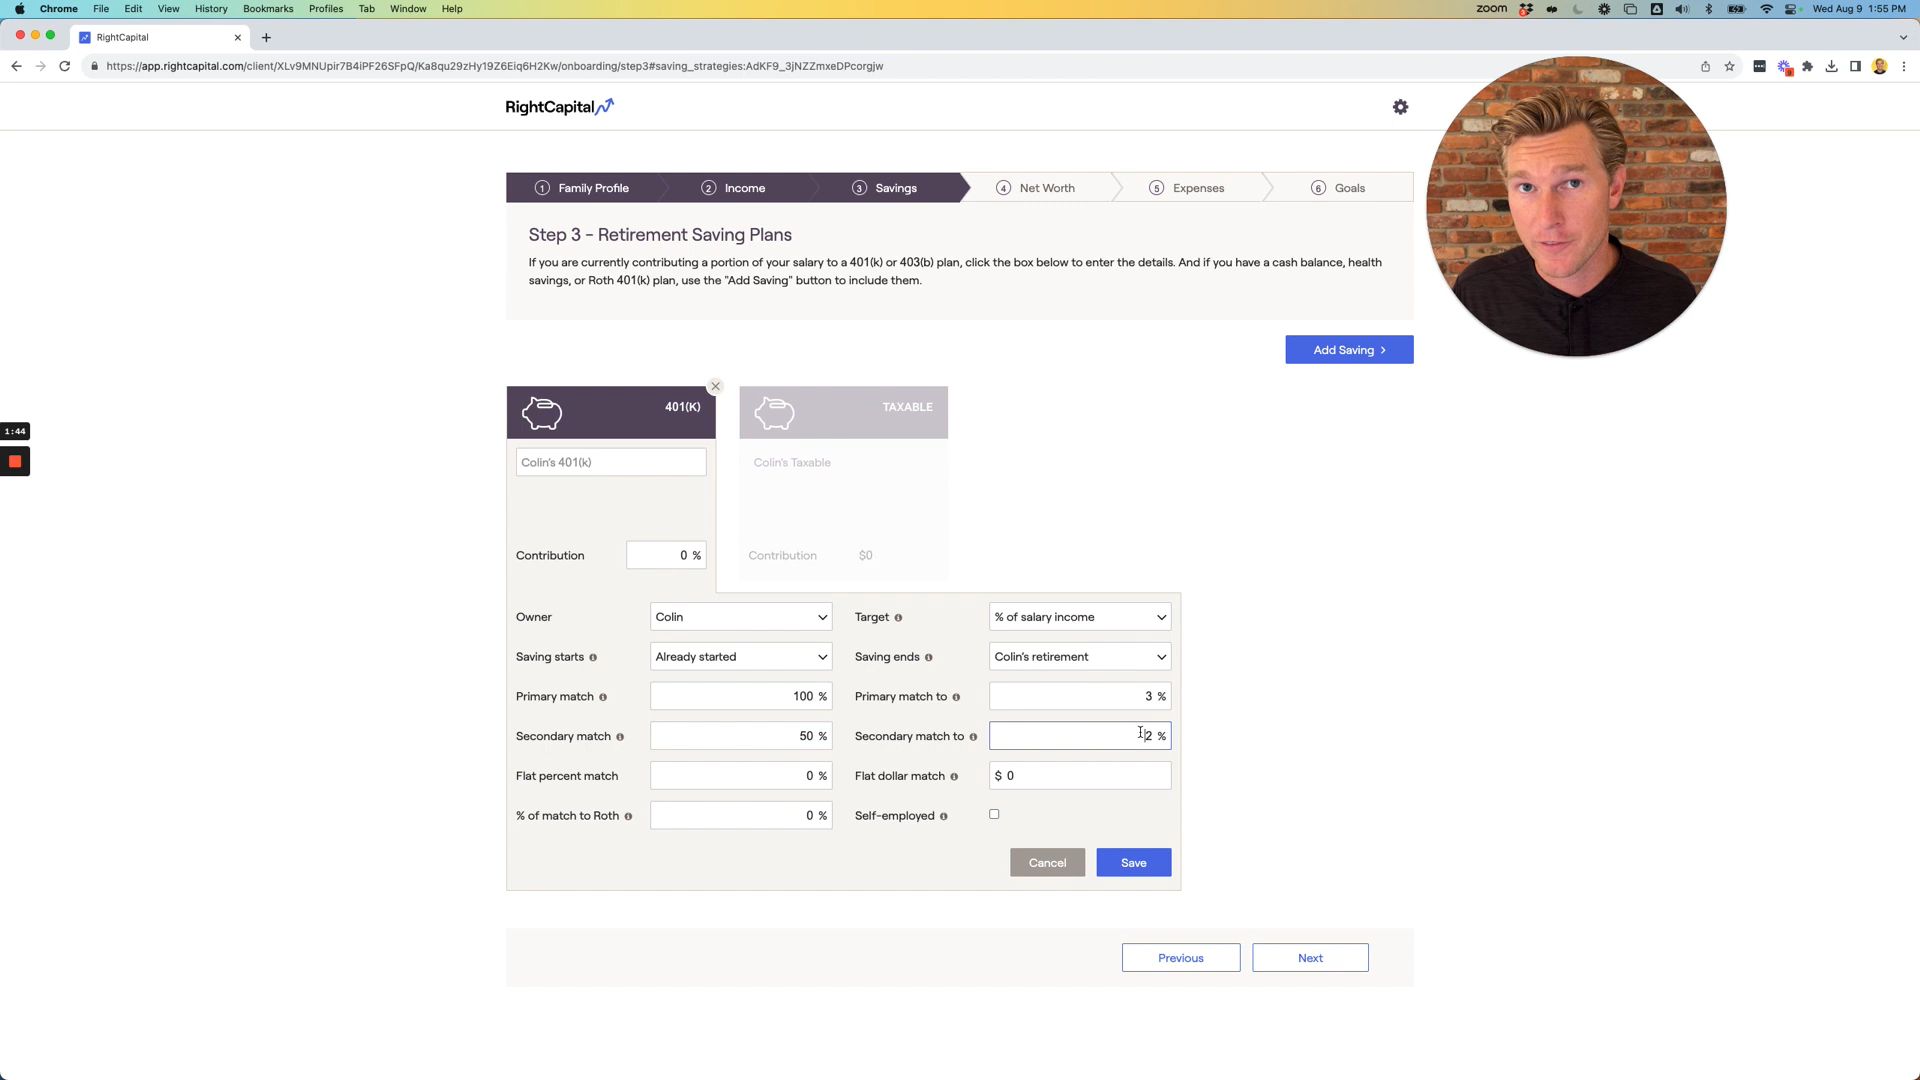 Chrome File Edit View History Bookmarks Profiles Tab Window Help
zoom Wed Aug 9 1:55 PM
RightCapital
https://app.rightcapital.com/client/XLv9MNUpir7B4iPF26SFpQ/Ka8qu29zHy19Z6Eiq6H2Kw/onboarding/step3#saving_strategies:AdKF9_3jNZZmxeDPcorgjw
RightCapital
1 Family Profile 2 Income 3 Savings 4 Net Worth 5 Expenses 6 Goals
Step 3 - Retirement Saving Plans
If you are currently contributing a portion of your salary to a 401(k) or 403(b) plan, click the box below to enter the details. And if you have a cash balance, health
savings, or Roth 401(k) plan, use the "Add Saving" button to include them.
Add Saving
401(K) TAXABLE
1:44
Colin's 401(k) Colin's Taxable
Contribution 0 % Contribution $0
Owner Colin Target % of salary income
Saving starts Already started Saving ends Colin's retirement
Primary match 100 % Primary match to 3 %
Secondary match 50 % Secondary match to 2 %
Flat percent match 0 % Flat dollar match $ 0
% of match to Roth 0 % Self-employed
Cancel Save
Previous Next